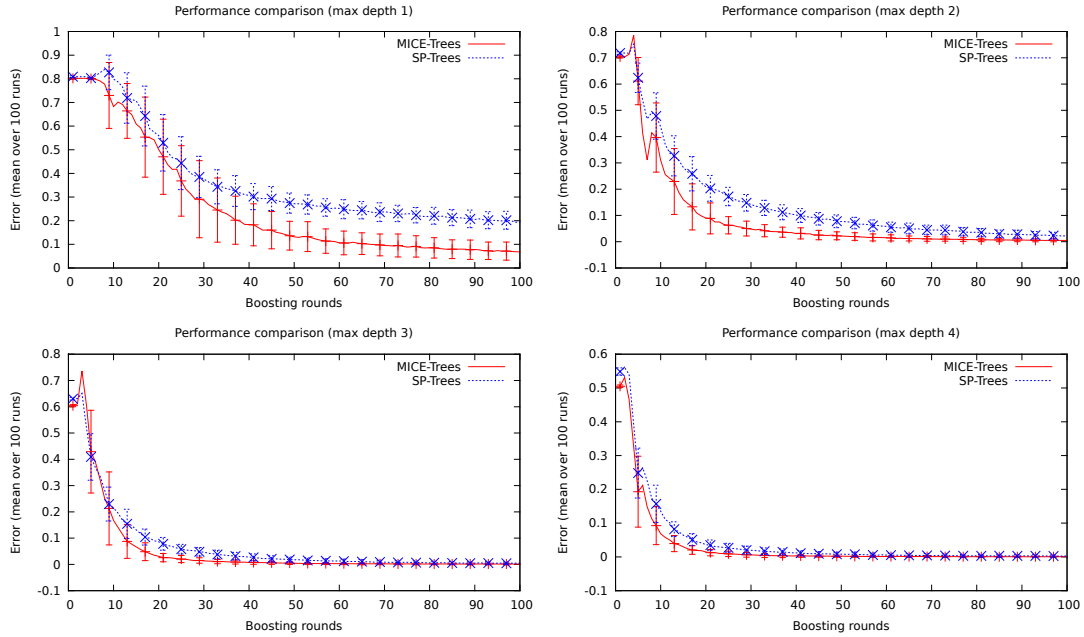 Performance comparison (max depth 1)
MICE-Trees
SP-Trees
Error (mean over 100 runs)
1
0.9
0.8
0.7
0.6
0.5
0.4
0.3
0.2
0.1
0
0 10 20 30 40 50 60 70 80 90 100
Boosting rounds
Performance comparison (max depth 2)
MICE-Trees
SP-Trees
Error (mean over 100 runs)
0.8
0.7
0.6
0.5
0.4
0.3
0.2
0.1
0
-0.1
0 10 20 30 40 50 60 70 80 90 100
Boosting rounds
Performance comparison (max depth 3)
MICE-Trees
SP-Trees
Error (mean over 100 runs)
0.8
0.7
0.6
0.5
0.4
0.3
0.2
0.1
0
-0.1
0 10 20 30 40 50 60 70 80 90 100
Boosting rounds
Performance comparison (max depth 4)
MICE-Trees
SP-Trees
Error (mean over 100 runs)
0.6
0.5
0.4
0.3
0.2
0.1
0
-0.1
0 10 20 30 40 50 60 70 80 90 100
Boosting rounds